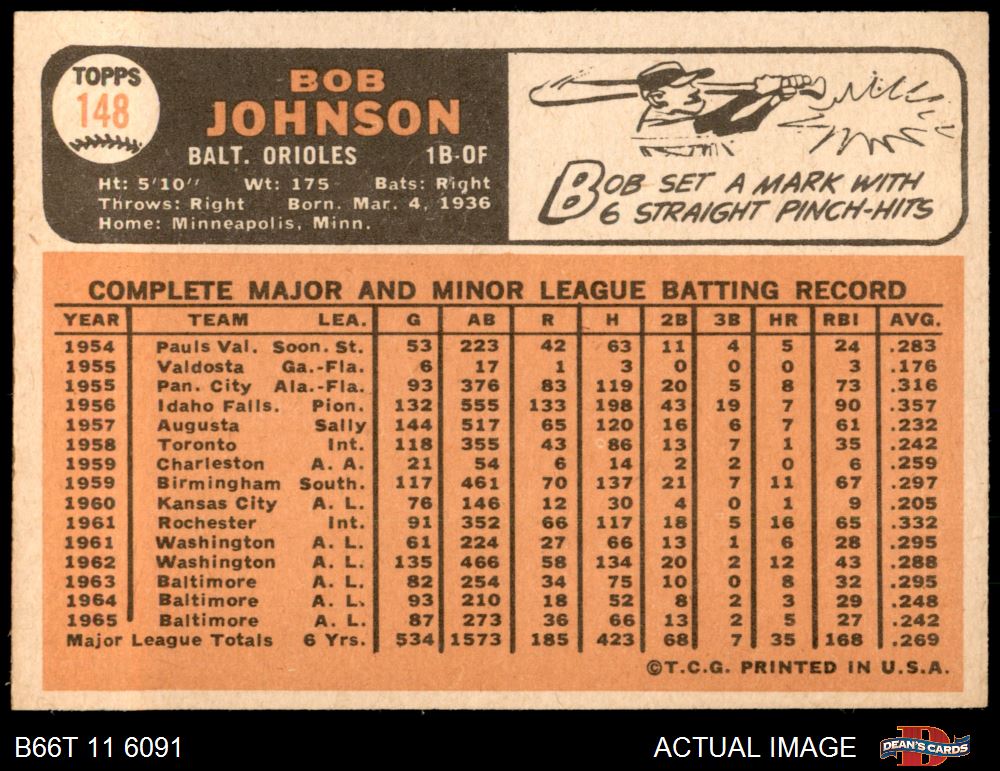 TOPPS
148
BOB
JOHNSON
BALT. ORIOLES 1B-OF
Ht: 5'10" Wt: 175 Bats: Right
Throws: Right Born. Mar. 4, 1936
Home: Minneapolis, Minn.
BOB SET A MARK WITH
6 STRAIGHT PINCH-HITS
COMPLETE MAJOR AND MINOR LEAGUE BATTING RECORD
YEAR TEAM LEA. G AB R H 2B 3B HR RBI AVG.
1954 Pauls Val. Soon. St. 53 223 42 63 11 4 5 24 .283
1955 Valdosta Ga.-Fla. 6 17 1 3 0 0 0 3 .176
1955 Pan. City Ala.-Fla. 93 376 83 119 20 5 8 73 .316
1956 Idaho Falls. Pion. 132 555 133 198 43 19 7 90 .357
1957 Augusta Sally 144 517 65 120 16 6 7 61 .232
1958 Toronto Int. 118 355 43 86 13 7 1 35 .242
1959 Charleston A. A. 21 54 6 14 2 2 0 6 .259
1959 Birmingham South. 117 461 70 137 21 7 11 67 .297
1960 Kansas City A. L. 76 146 12 30 4 0 1 9 .205
1961 Rochester Int. 91 352 66 117 18 5 16 65 .332
1961 Washington A. L. 61 224 27 66 13 1 6 28 .295
1962 Washington A. L. 135 466 58 134 20 2 12 43 .288
1963 Baltimore A. L. 82 254 34 75 10 0 8 32 .295
1964 Baltimore A. L. 93 210 18 52 8 2 3 29 .248
1965 Baltimore A. L. 87 273 36 66 13 2 5 27 .242
Major League Totals 6 Yrs. 534 1573 185 423 68 7 35 168 .269
©T.C.G. PRINTED IN U.S.A.
B66T 11 6091
ACTUAL IMAGE
DEAN'S CARDS